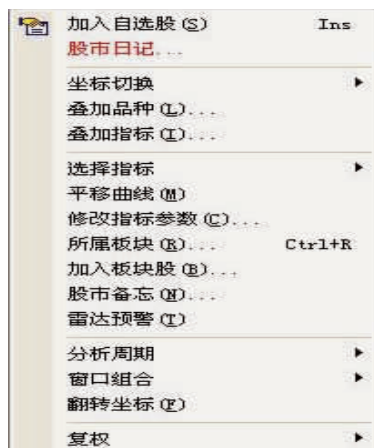 加入自选股(S) Ins
股市日记...
坐标切换
叠加品种(L)...
叠加指标(I)...
选择指标
平移曲线(M)
修改指标参数(C)...
所属板块(R)... Ctrl+R
加入板块股(B)...
股市备忘(N)...
雷达预警(T)
分析周期
窗口组合
翻转坐标(F)
复权